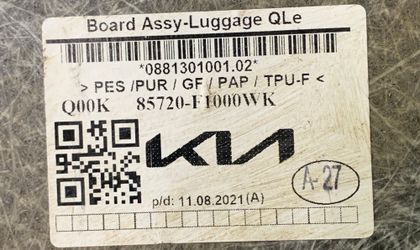 Board Assy-Luggage QLe
*0881301001.02*
> PES /PUR / GF / PAP / TPU-F <
Q00K 85720-F1000WK
KIA
A-27
p/d: 11.08.2021(A)